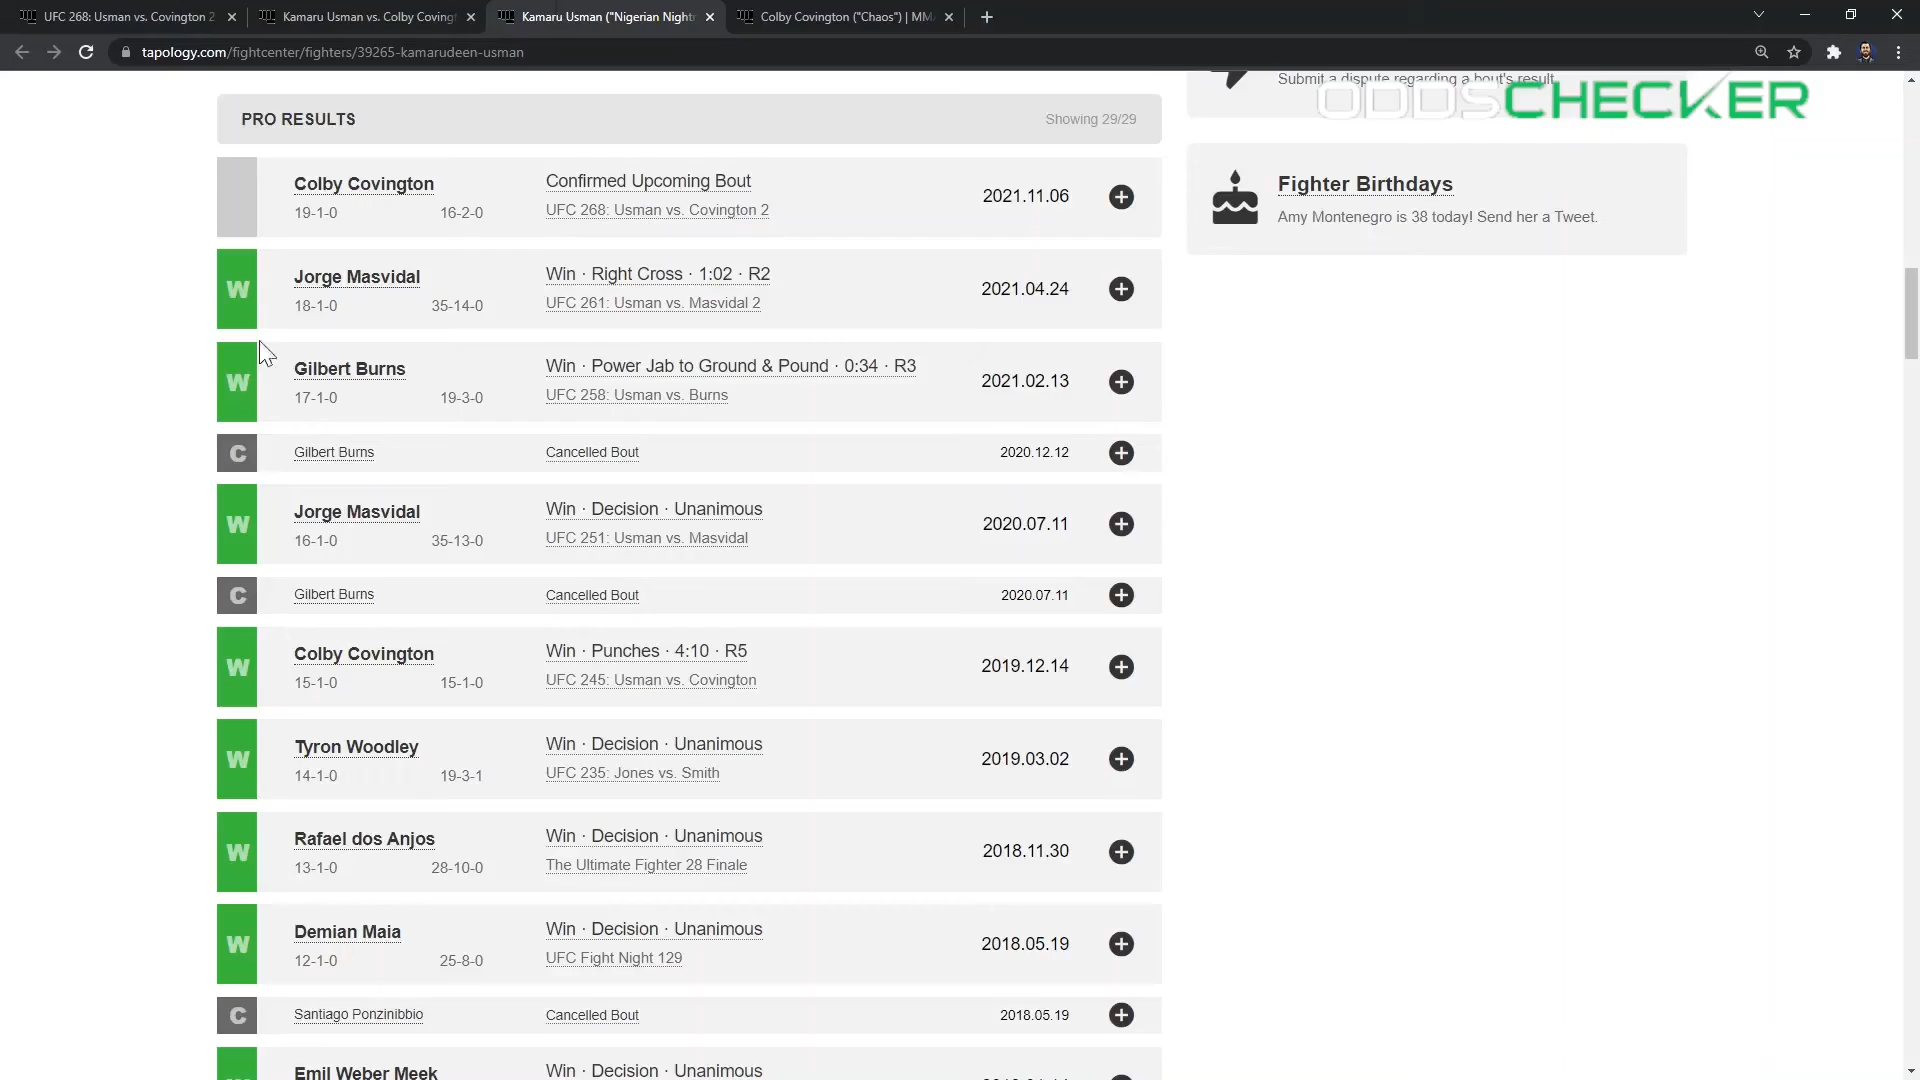 UFC 268: Usman vs. Covington 2
Kamaru Usman vs. Colby Coving
Kamaru Usman ("Nigerian Night
Colby Covington ("Chaos") | MM
tapology.com/fightcenter/fighters/39265-kamarudeen-usman
Submit a dispute regarding a bout's result.
ODDSCHECKER
PRO RESULTS
Showing 29/29
Colby Covington
Confirmed Upcoming Bout
19-1-0
16-2-0
UFC 268: Usman vs. Covington 2
2021.11.06
Fighter Birthdays
Amy Montenegro is 38 today! Send her a Tweet.
W
Jorge Masvidal
Win · Right Cross · 1:02 · R2
18-1-0
35-14-0
UFC 261: Usman vs. Masvidal 2
2021.04.24
W
Gilbert Burns
Win · Power Jab to Ground & Pound · 0:34 · R3
17-1-0
19-3-0
UFC 258: Usman vs. Burns
2021.02.13
C
Gilbert Burns
Cancelled Bout
2020.12.12
W
Jorge Masvidal
Win · Decision · Unanimous
16-1-0
35-13-0
UFC 251: Usman vs. Masvidal
2020.07.11
C
Gilbert Burns
Cancelled Bout
2020.07.11
W
Colby Covington
Win · Punches · 4:10 · R5
15-1-0
15-1-0
UFC 245: Usman vs. Covington
2019.12.14
W
Tyron Woodley
Win · Decision · Unanimous
14-1-0
19-3-1
UFC 235: Jones vs. Smith
2019.03.02
W
Rafael dos Anjos
Win · Decision · Unanimous
13-1-0
28-10-0
The Ultimate Fighter 28 Finale
2018.11.30
W
Demian Maia
Win · Decision · Unanimous
12-1-0
25-8-0
UFC Fight Night 129
2018.05.19
C
Santiago Ponzinibbio
Cancelled Bout
2018.05.19
Emil Weber Meek
Win · Decision · Unanimous